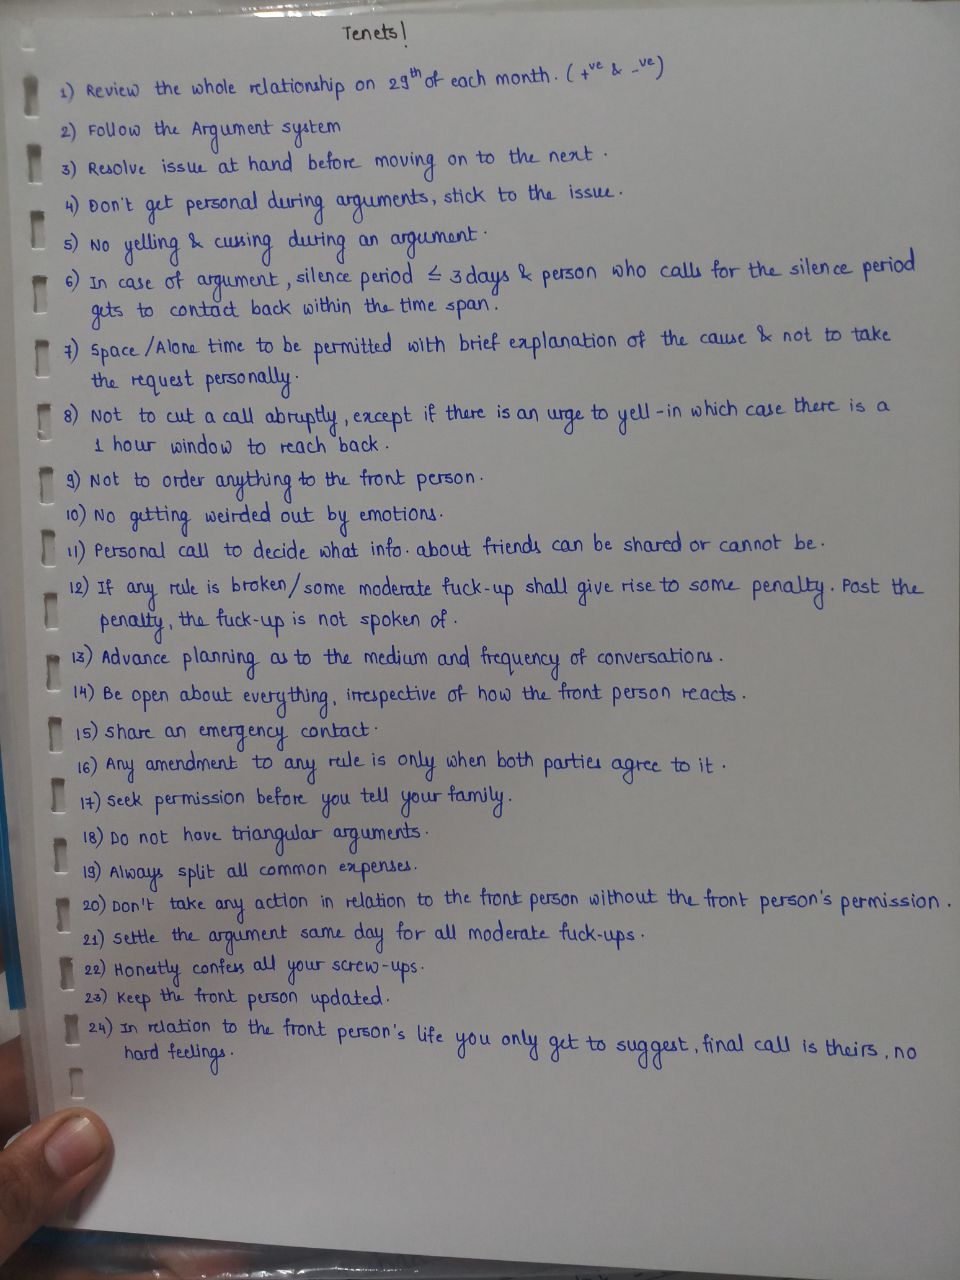 Tenets!
1) Review the whole relationship on 29th of each month. (+ve & -ve)
2) Follow the Argument system
3) Resolve issue at hand before moving on to the next.
4) Don't get personal during arguments, stick to the issue.
5) No yelling & cussing during an argument.
6) In case of argument, silence period ≤ 3 days & person who calls for the silence period
gets to contact back within the time span.
7) Space/Alone time to be permitted with brief explanation of the cause & not to take
the request personally.
8) Not to cut a call abruptly, except if there is an urge to yell - in which case there is a
1 hour window to reach back.
9) Not to order anything to the front person.
10) No getting weirded out by emotions.
11) Personal call to decide what info. about friends can be shared or cannot be.
12) If any rule is broken/some moderate fuck-up shall give rise to some penalty. Post the
penalty, the fuck-up is not spoken of.
13) Advance planning as to the medium and frequency of conversations.
14) Be open about everything, irrespective of how the front person reacts.
15) Share an emergency contact.
16) Any amendment to any rule is only when both parties agree to it.
17) Seek permission before you tell your family.
18) Do not have triangular arguments.
19) Always split all common expenses.
20) Don't take any action in relation to the front person without the front person's permission.
21) Settle the argument same day for all moderate fuck-ups.
22) Honestly confess all your screw-ups.
23) Keep the front person updated.
24) In relation to the front person's life you only get to suggest, final call is theirs, no
hard feelings.